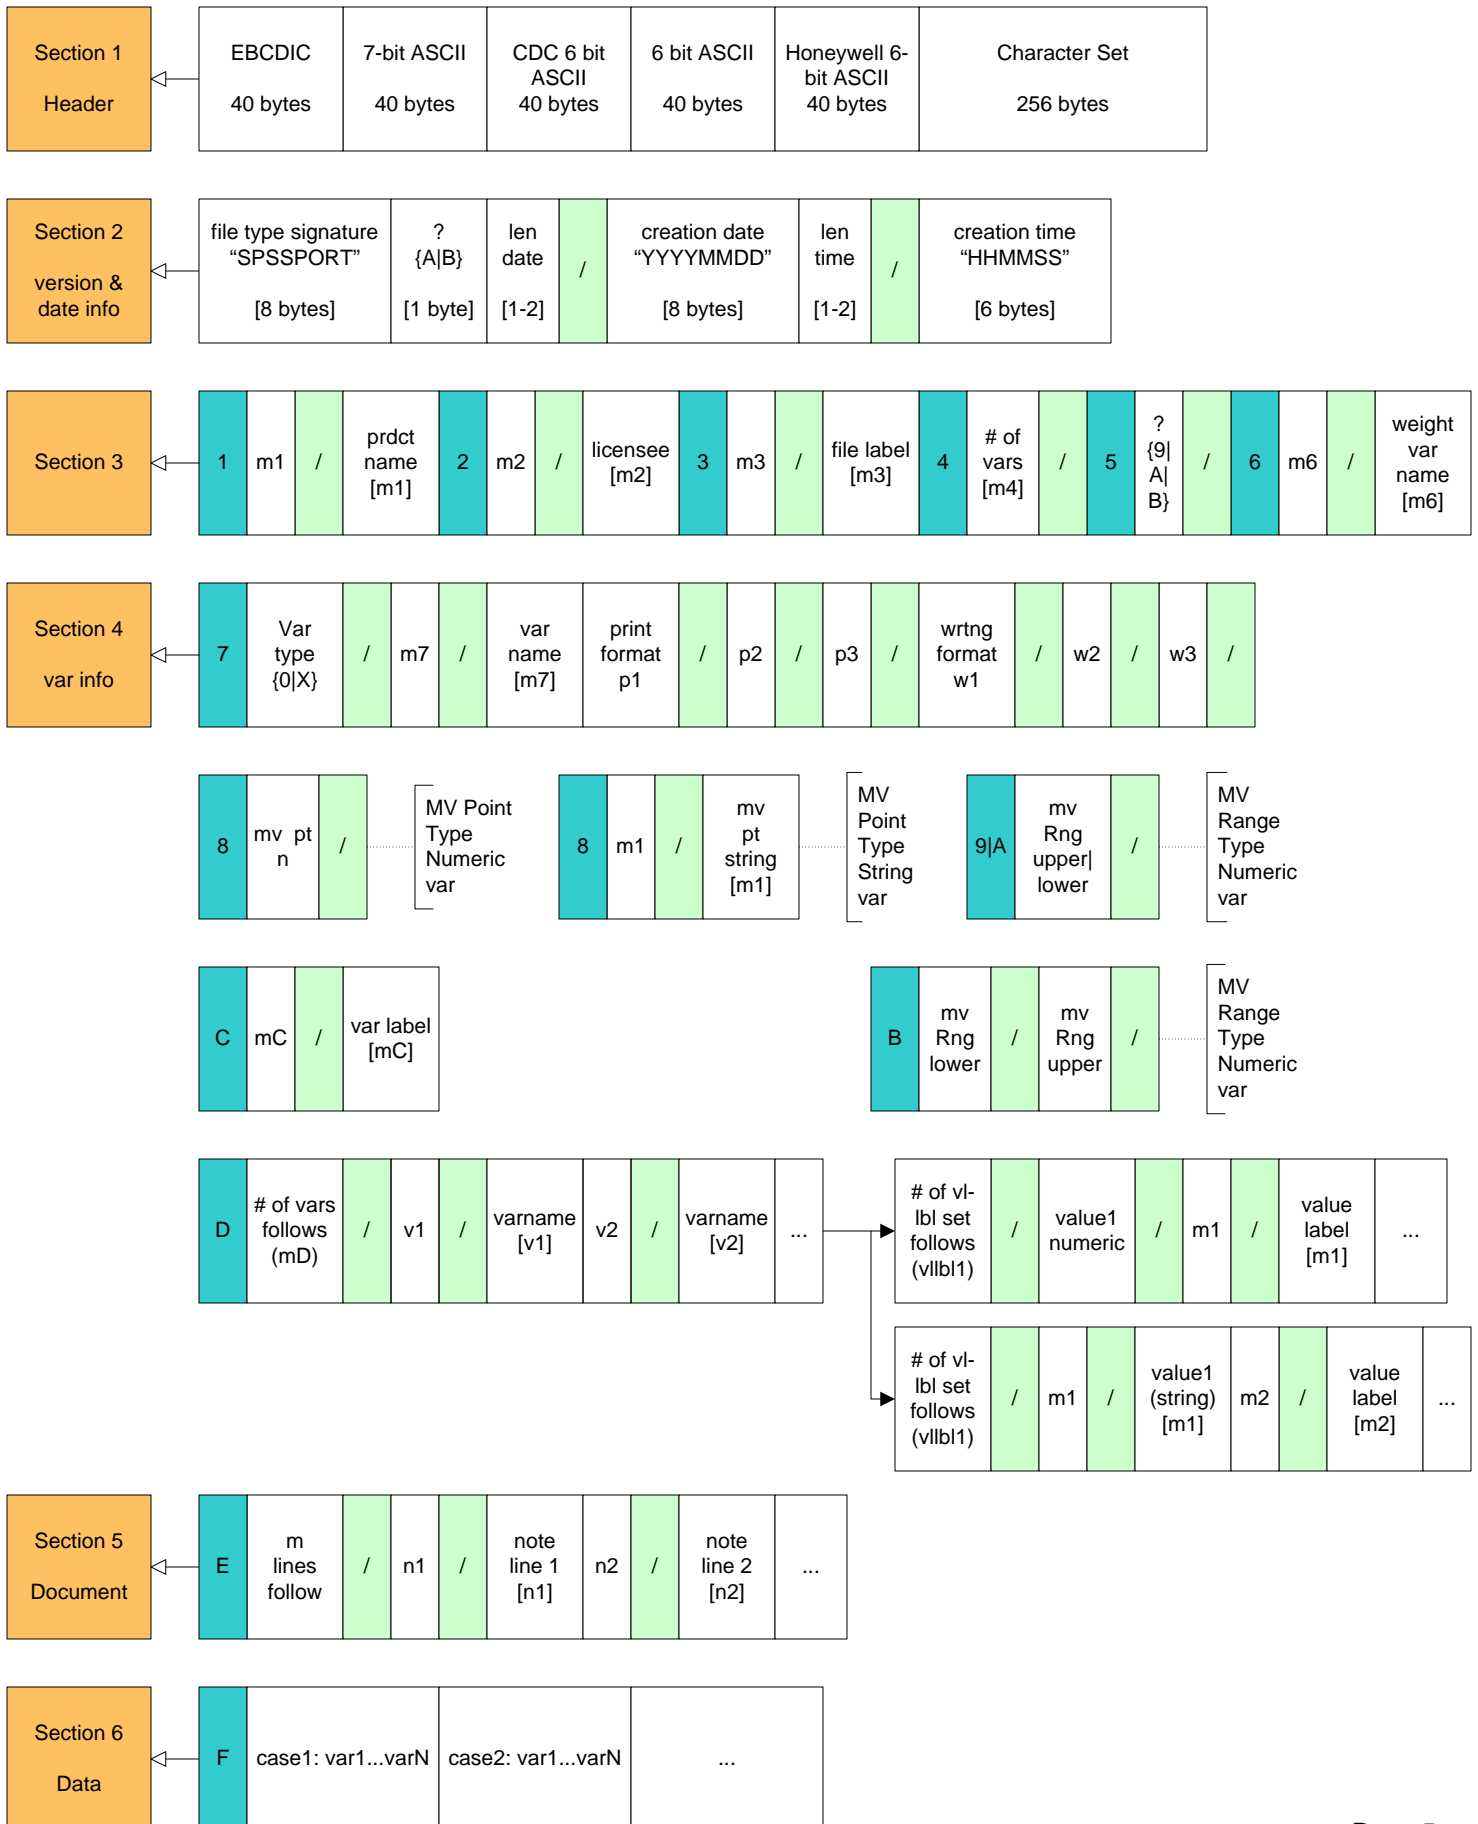 Section 1
Header
EBCDIC
40 bytes
7-bit ASCII
40 bytes
CDC 6 bit
ASCII
40 bytes
6 bit ASCII
40 bytes
Honeywell 6-
bit ASCII
40 bytes
Character Set
256 bytes
Section 2
version &
date info
file type signature
“SPSSPORT”
[8 bytes]
?
{A|B}
[1 byte]
len
date
[1-2]
/
creation date
“YYYYMMDD”
[8 bytes]
len
time
[1-2]
/
creation time
“HHMMSS”
[6 bytes]
Section 3
1
m1
/
prdct
name
[m1]
2
m2
/
licensee
[m2]
3
m3
/
file label
[m3]
4
# of
vars
[m4]
/
5
?
{9|
A|
B}
/
6
m6
/
weight
var
name
[m6]
Section 4
var info
7
Var
type
{0|X}
/
m7
/
var
name
[m7]
print
format
p1
/
p2
/
p3
/
wrtng
format
w1
/
w2
/
w3
/
8
mv pt
n
/
MV Point
Type
Numeric
var
8
m1
/
mv
pt
string
[m1]
MV
Point
Type
String
var
9|A
mv
Rng
upper|
lower
/
MV
Range
Type
Numeric
var
C
mC
/
var label
[mC]
B
mv
Rng
lower
/
mv
Rng
upper
/
MV
Range
Type
Numeric
var
D
# of vars
follows
(mD)
/
v1
/
varname
[v1]
v2
/
varname
[v2]
...
# of vl-
lbl set
follows
(vllbl1)
/
value1
numeric
/
m1
/
value
label
[m1]
...
# of vl-
lbl set
follows
(vllbl1)
/
m1
/
value1
(string)
[m1]
m2
/
value
label
[m2]
...
Section 5
Document
E
m
lines
follow
/
n1
/
note
line 1
[n1]
n2
/
note
line 2
[n2]
...
Section 6
Data
F
case1: var1...varN
case2: var1...varN
...